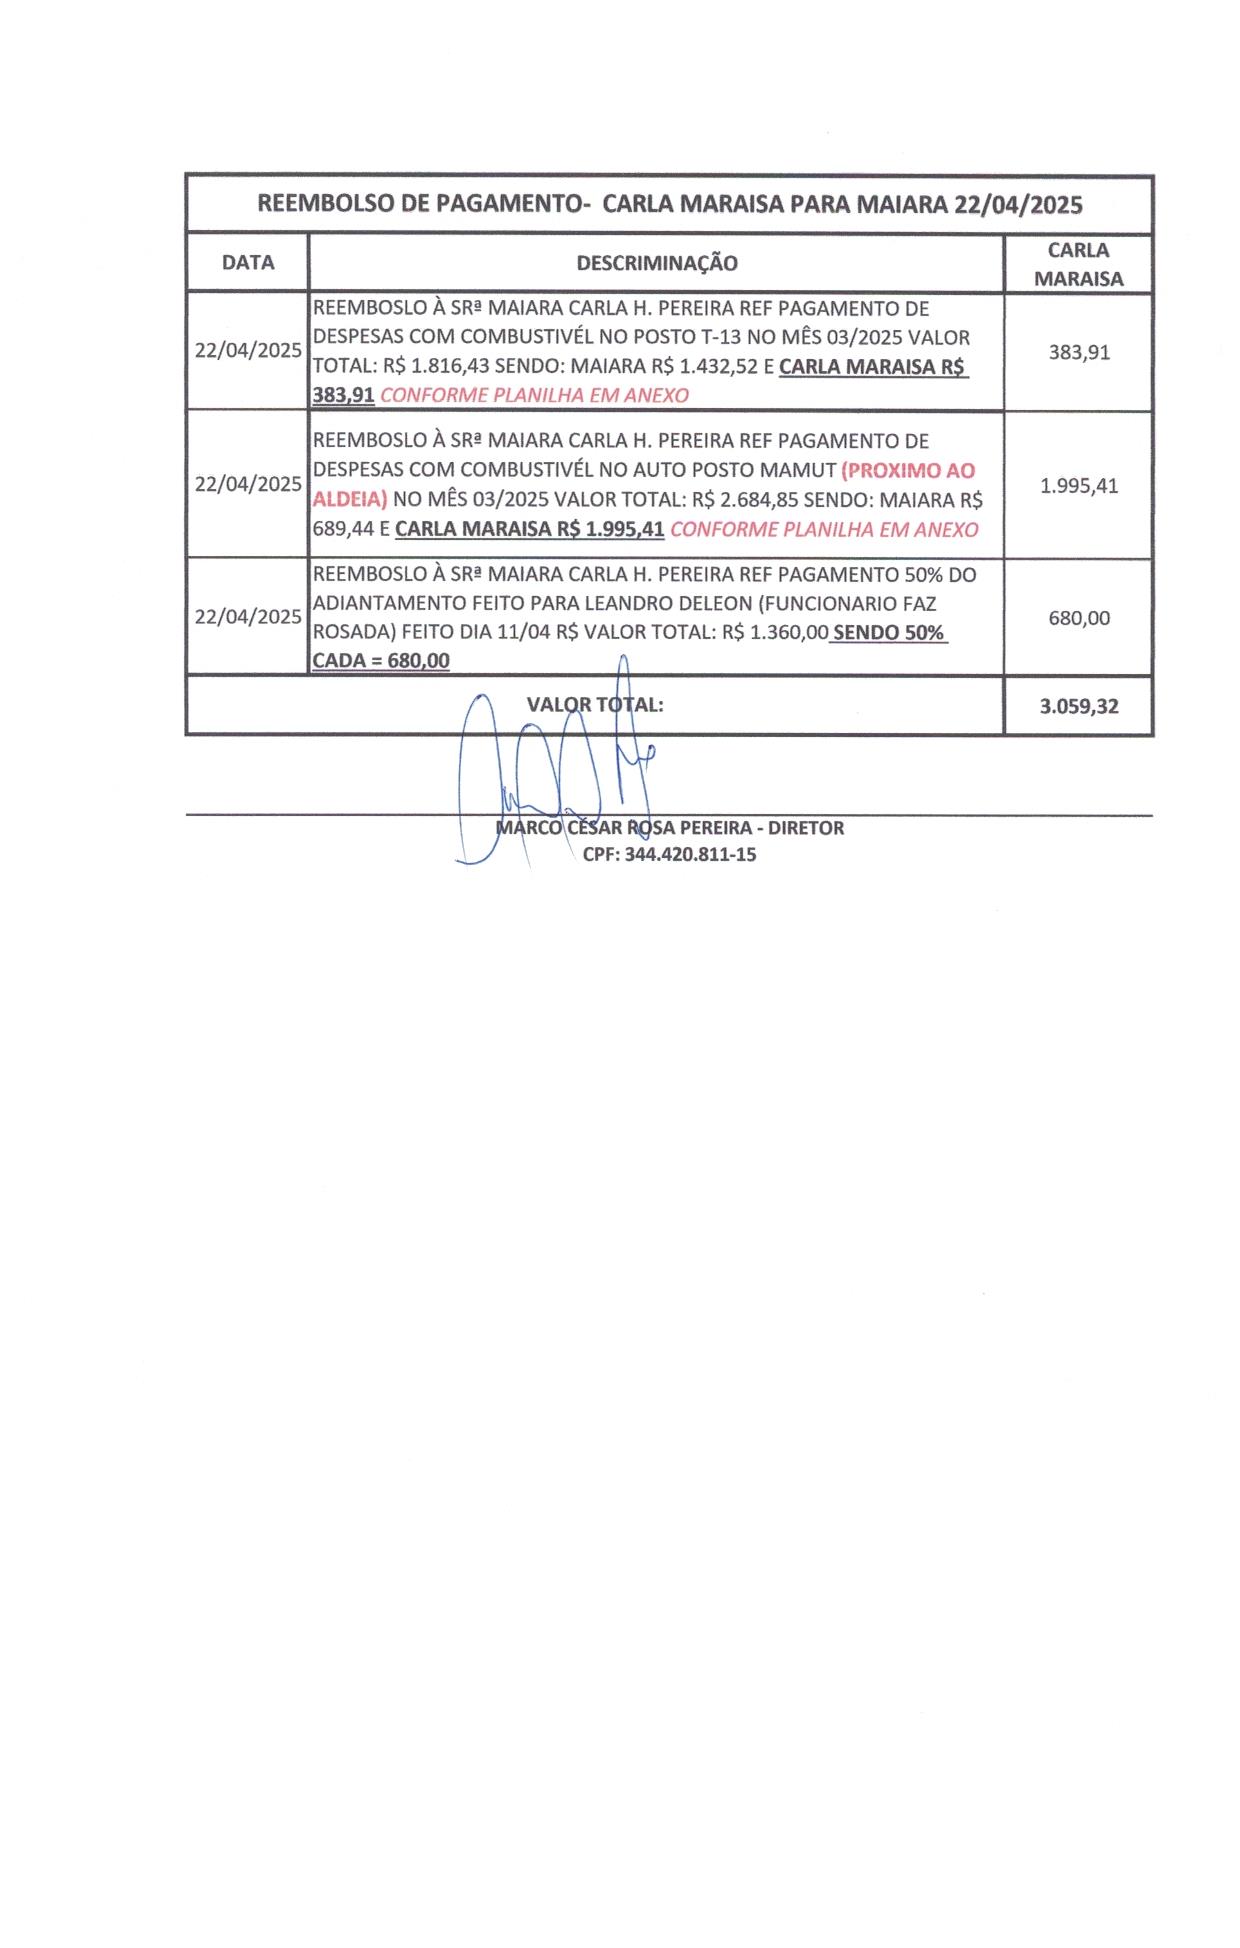 REEMBOLSO DE PAGAMENTO-  CARLA MARAISA PARA MAIARA 22/04/2025
DATA
DESCRIMINAÇÃO
CARLA
MARAISA
22/04/2025
REEMBOSLO À SRª MAIARA CARLA H. PEREIRA REF PAGAMENTO DE
DESPESAS COM COMBUSTIVÉL NO POSTO T-13 NO MÊS 03/2025 VALOR
TOTAL: R$ 1.816,43 SENDO: MAIARA R$ 1.432,52 E CARLA MARAISA R$
383,91 CONFORME PLANILHA EM ANEXO
383,91
22/04/2025
REEMBOSLO À SRª MAIARA CARLA H. PEREIRA REF PAGAMENTO DE
DESPESAS COM COMBUSTIVÉL NO AUTO POSTO MAMUT (PROXIMO AO
ALDEIA) NO MÊS 03/2025 VALOR TOTAL: R$ 2.684,85 SENDO: MAIARA R$
689,44 E CARLA MARAISA R$ 1.995,41 CONFORME PLANILHA EM ANEXO
1.995,41
22/04/2025
REEMBOSLO À SRª MAIARA CARLA H. PEREIRA REF PAGAMENTO 50% DO
ADIANTAMENTO FEITO PARA LEANDRO DELEON (FUNCIONARIO FAZ
ROSADA) FEITO DIA 11/04 R$ VALOR TOTAL: R$ 1.360,00 SENDO 50%
CADA = 680,00
680,00
VALOR TOTAL:
3.059,32
MARCO CÉSAR ROSA PEREIRA - DIRETOR
CPF: 344.420.811-15